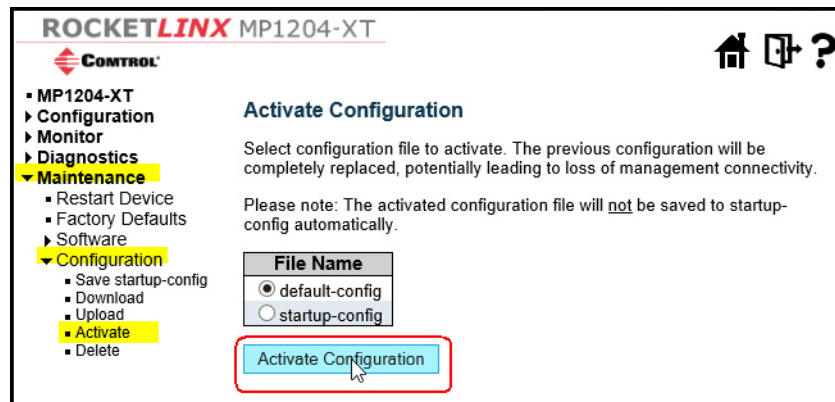 ROCKETLINX MP1204-XT
COMTROL
?
MP1204-XT
Configuration
Monitor
Diagnostics
Maintenance
Restart Device
Factory Defaults
Software
Configuration
Save startup-config
Download
Upload
Activate
Delete
Activate Configuration
Select configuration file to activate. The previous configuration will be
completely replaced, potentially leading to loss of management connectivity.
Please note: The activated configuration file will not be saved to startup-
config automatically.
File Name
default-config
startup-config
Activate Configuration